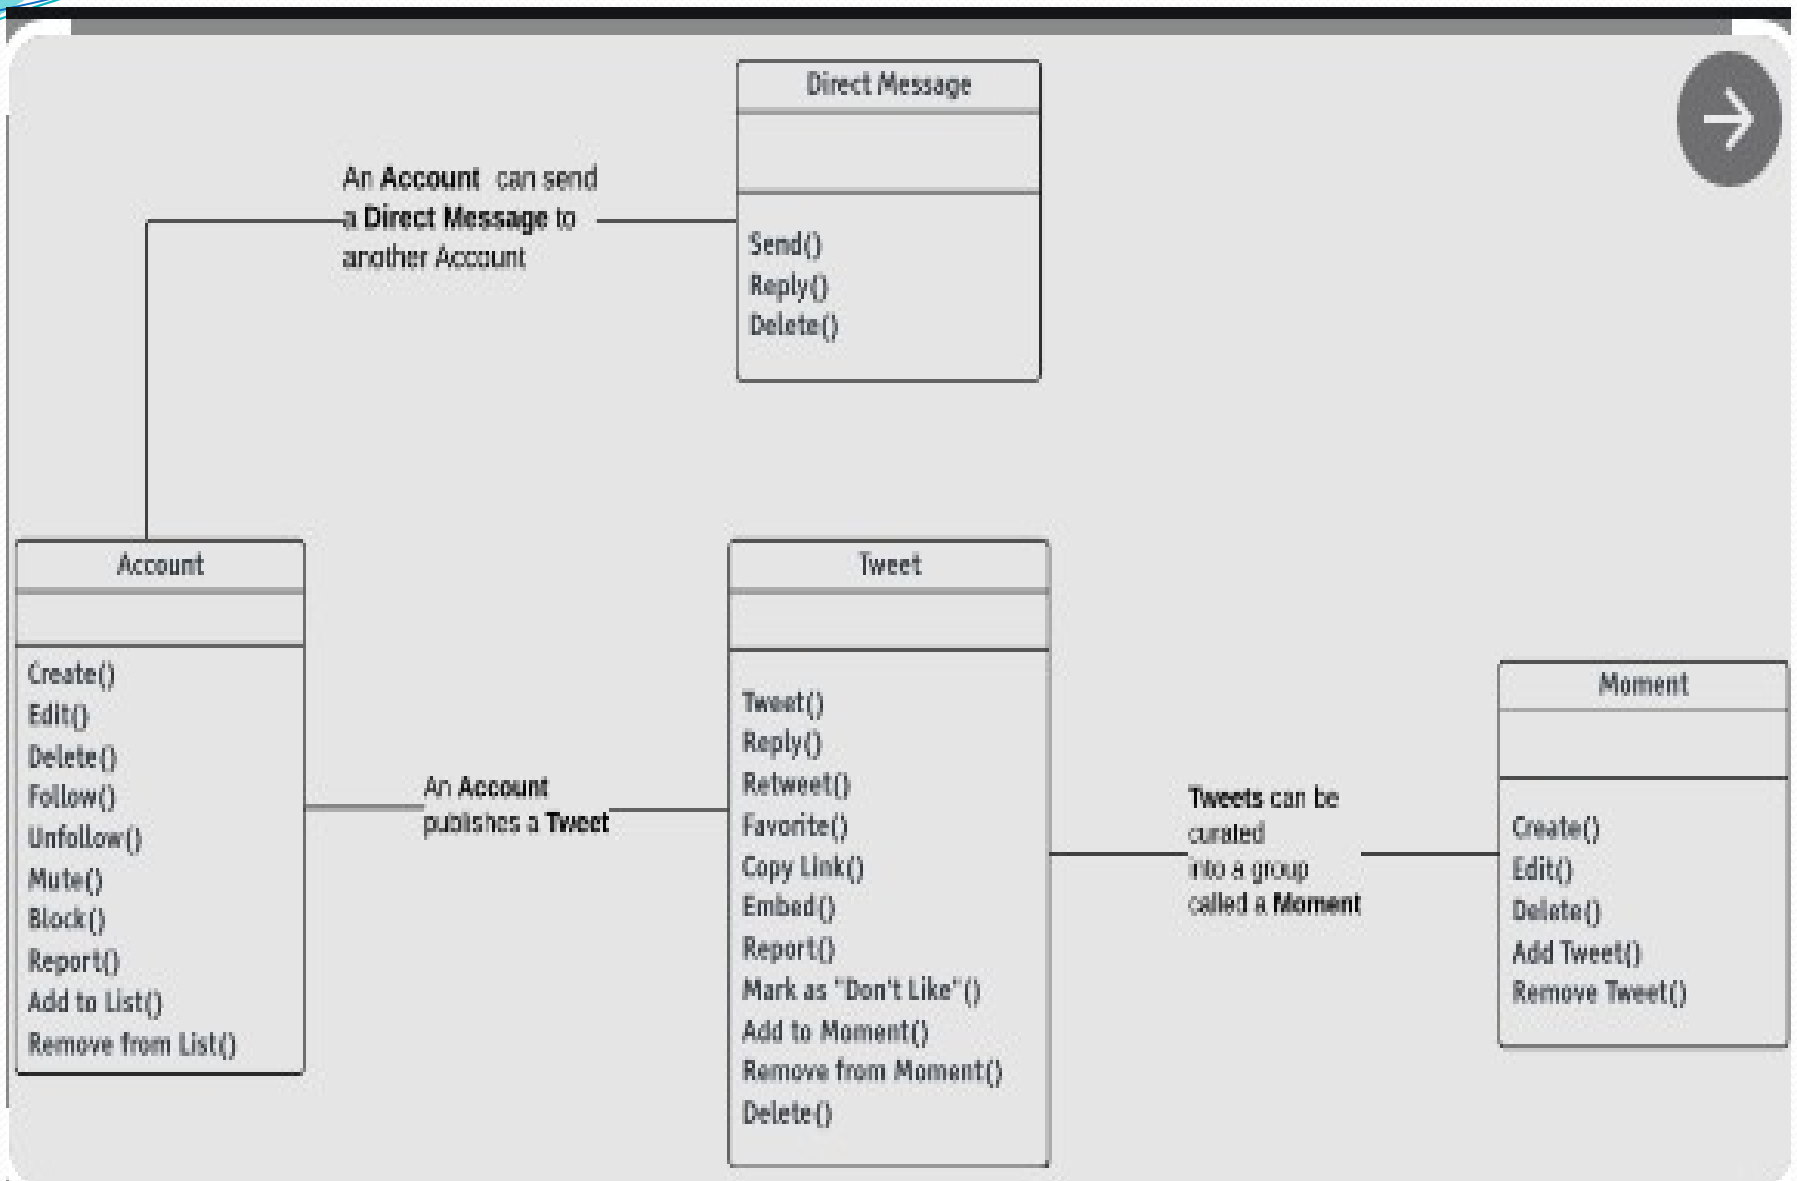 Direct Message
Send()
Reply()
Delete()
An Account can send
a Direct Message to
another Account
Account
Create()
Edit()
Delete()
Follow()
Unfollow()
Mute()
Block()
Report()
Add to List()
Remove from List()
An Account
publishes a Tweet
Tweet
Tweet()
Reply()
Retweet()
Favorite()
Copy Link()
Embed()
Report()
Mark as "Don't Like"()
Add to Moment()
Remove from Moment()
Delete()
Tweets can be
curated
into a group
called a Moment
Moment
Create()
Edit()
Delete()
Add Tweet()
Remove Tweet()